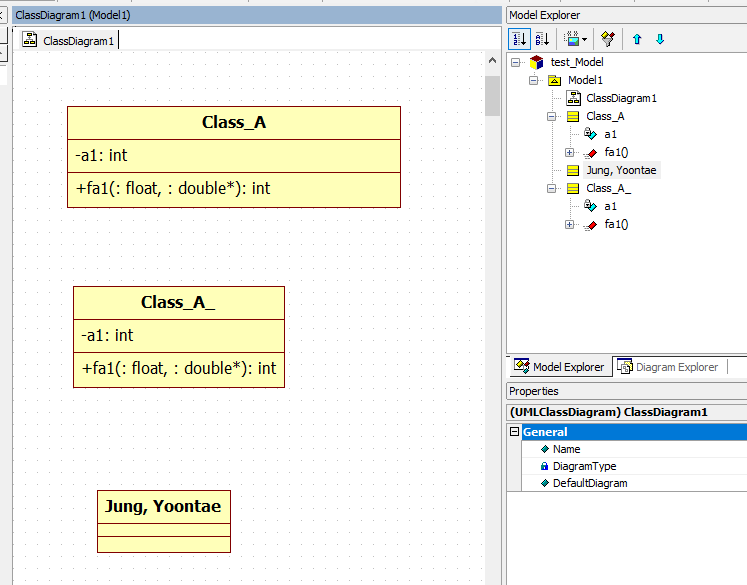 ClassDiagram1 (Model1)
ClassDiagram1
Class_A
-a1: int
+fa1(: float, : double*): int
Class_A_
-a1: int
+fa1(: float, : double*): int
Jung, Yoontae
Model Explorer
test_Model
Model1
ClassDiagram1
Class_A
a1
fa1()
Jung, Yoontae
Class_A_
a1
fa1()
Model Explorer
Diagram Explorer
Properties
(UMLClassDiagram) ClassDiagram1
General
Name
DiagramType
DefaultDiagram